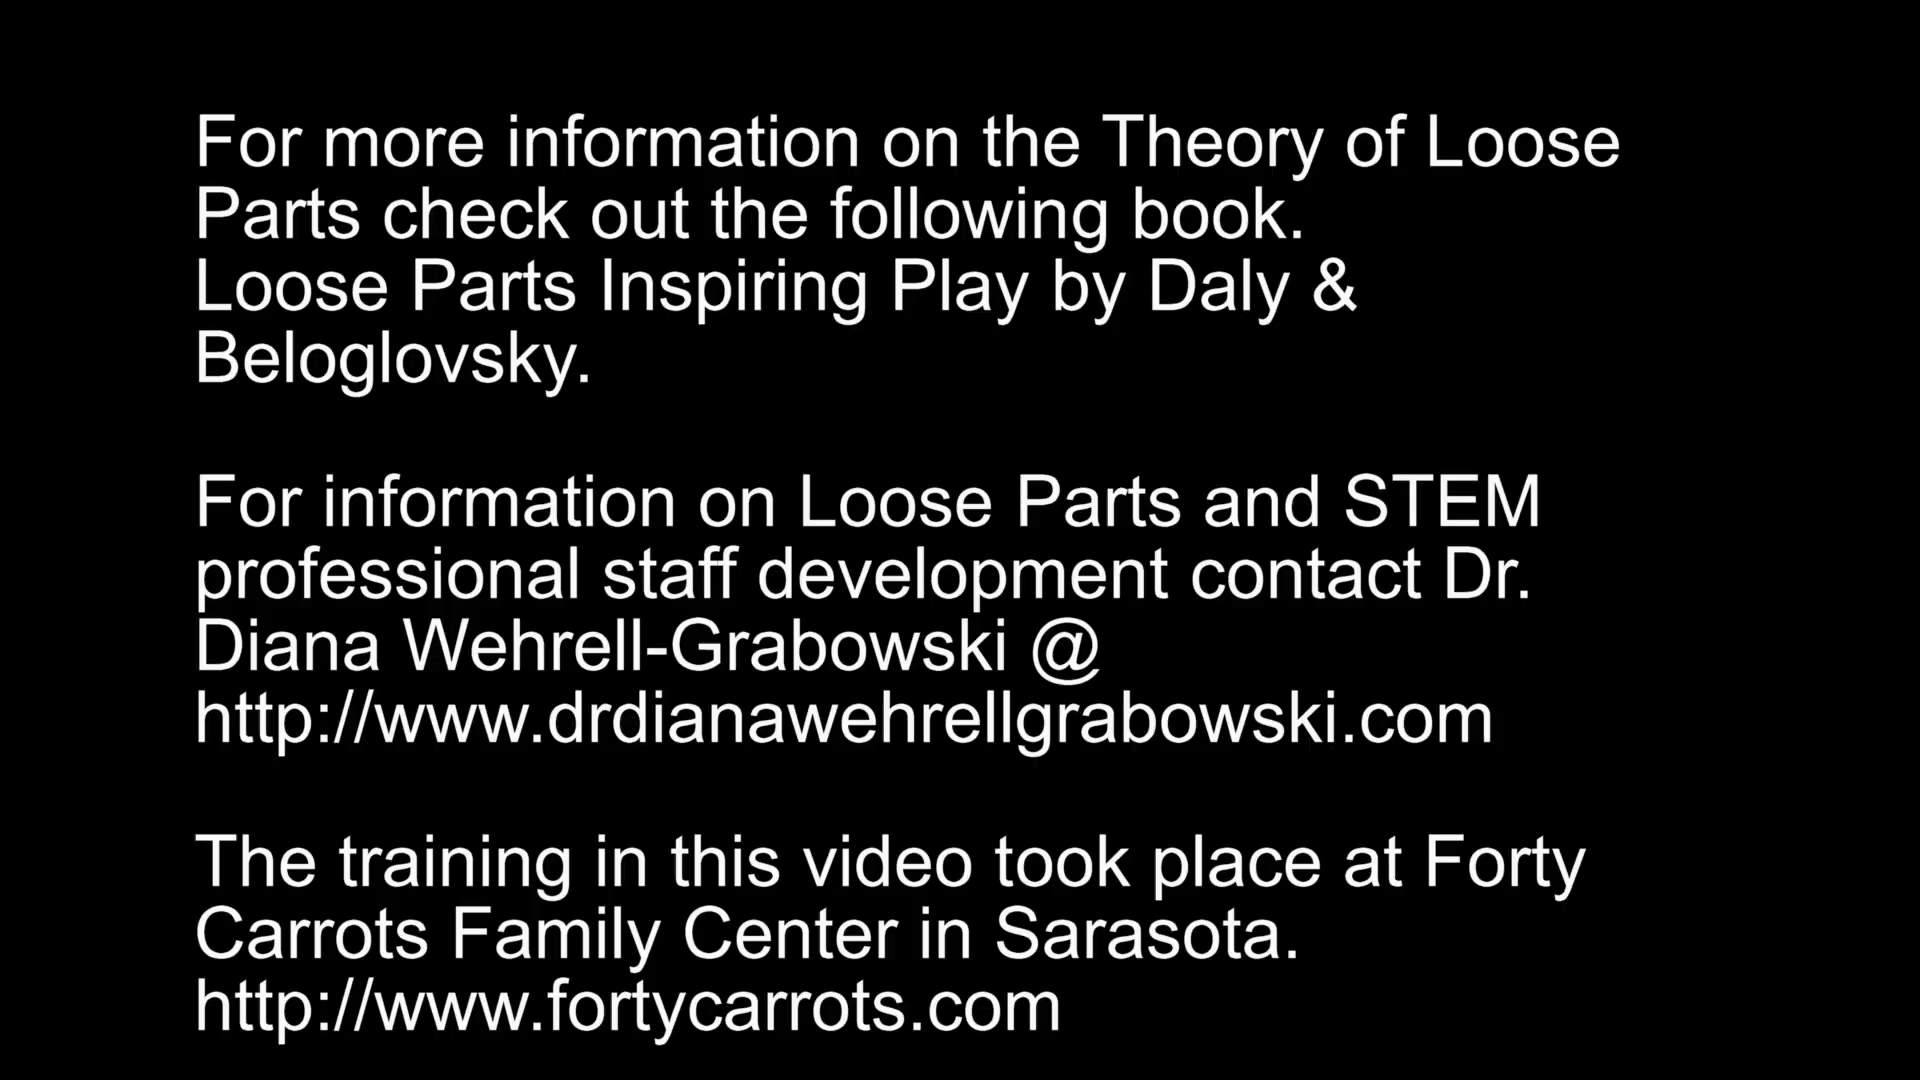 For more information on the Theory of Loose
Parts check out the following book.
Loose Parts Inspiring Play by Daly &
Beloglovsky.
For information on Loose Parts and STEM
professional staff development contact Dr.
Diana Wehrell-Grabowski @
http://www.drdianawehrellgrabowski.com
The training in this video took place at Forty
Carrots Family Center in Sarasota.
http://www.fortycarrots.com